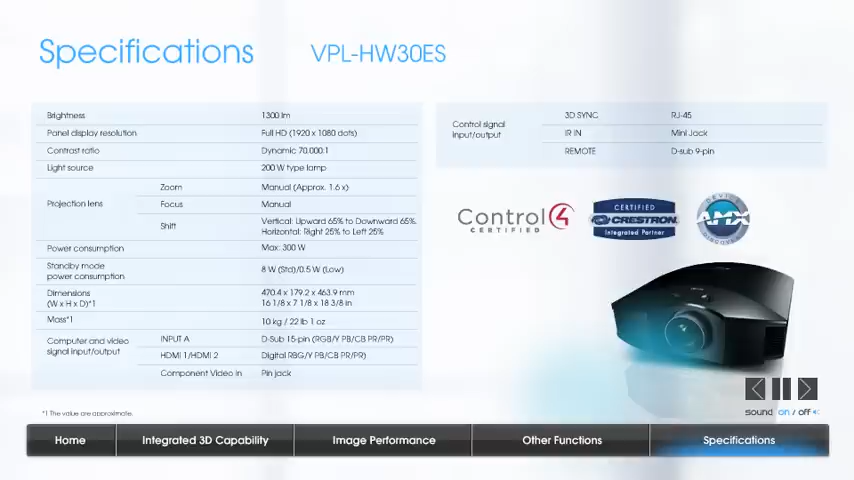 Specifications VPL-HW30ES
Brightness 1300 lm
Panel display resolution Full HD (1920 x 1080 dots)
Contrast ratio Dynamic 70.000:1
Light source 200 W type lamp
Projection lens
Zoom Manual (Approx. 1.6 x)
Focus Manual
Shift
Vertical: Upward 65% to Downward 65%.
Horizontal: Right 25% to Left 25%
Power consumption Max: 300 W
Standby mode
power consumption
8 W (Std)/0.5 W (Low)
Dimensions
(W x H x D)*1
470.4 x 179.2 x 463.9 mm
16 1/8 x 7 1/8 x 18 3/8 in
Mass*1 10 kg / 22 lb 1 oz
Computer and video
signal input/output
INPUT A D-Sub 15-pin (RGB/Y PB/CB PR/PR)
HDMI 1/HDMI 2 Digital RBG/Y PB/CB PR/PR)
Component Video in Pin jack
*1 The value are approximate.
Control signal
input/output
3D SYNC RJ-45
IR IN Mini Jack
REMOTE D-sub 9-pin
Control4
CERTIFIED
CERTIFIED
CRESTRON
Integrated Partner
DEVICE
AMX
DISCOVERY
sound on / off
Home Integrated 3D Capability Image Performance Other Functions Specifications